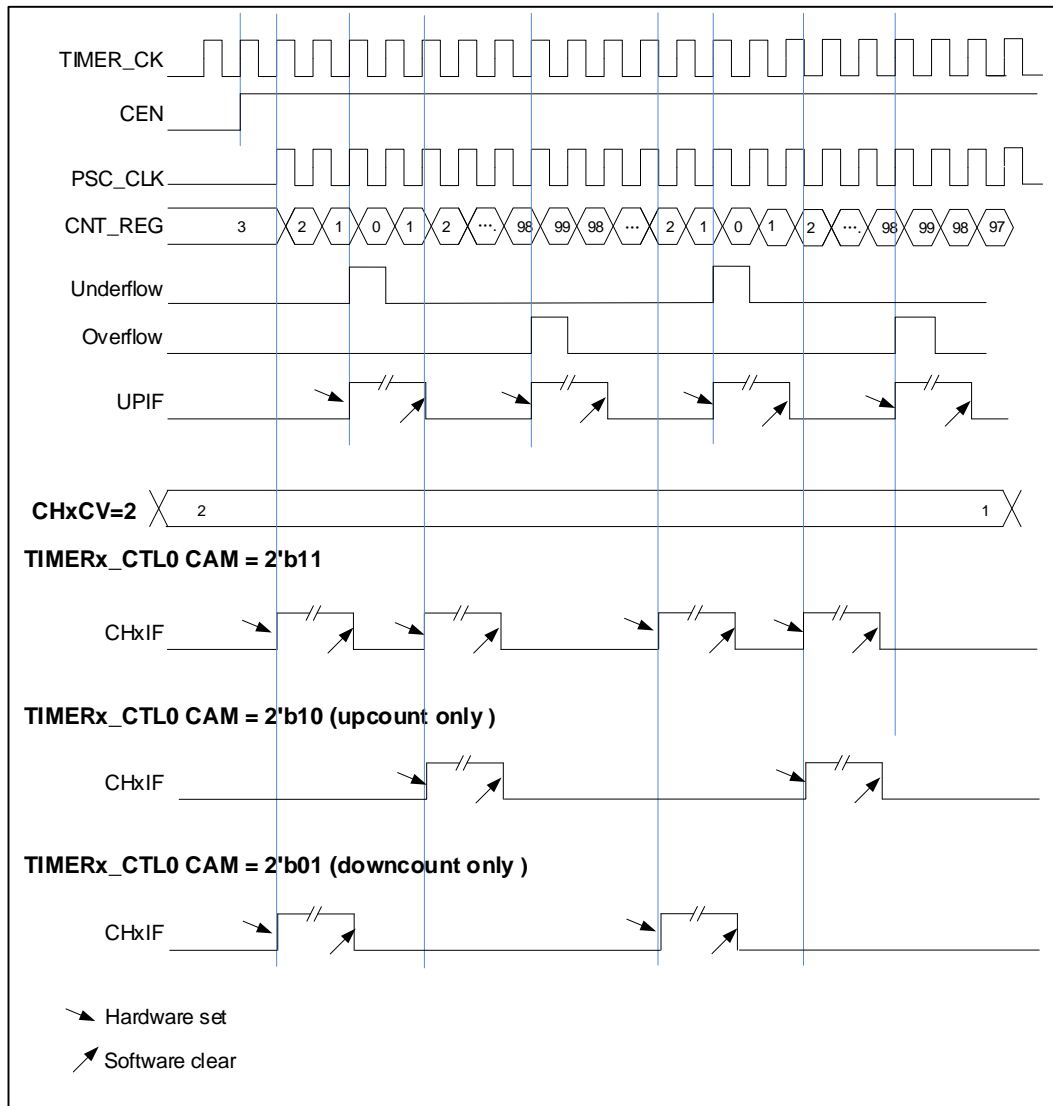 TIMER_CK
CEN
PSC_CLK
CNT_REG 3 2 1 0 1 2 .... 98 99 98 ... 2 1 0 1 2 .... 98 99 98 97
Underflow
Overflow
UPIF
CHxCV=2 2 1
TIMERx_CTL0 CAM = 2'b11
CHxIF
TIMERx_CTL0 CAM = 2'b10 (upcount only )
CHxIF
TIMERx_CTL0 CAM = 2'b01 (downcount only )
CHxIF
Hardware set
Software clear